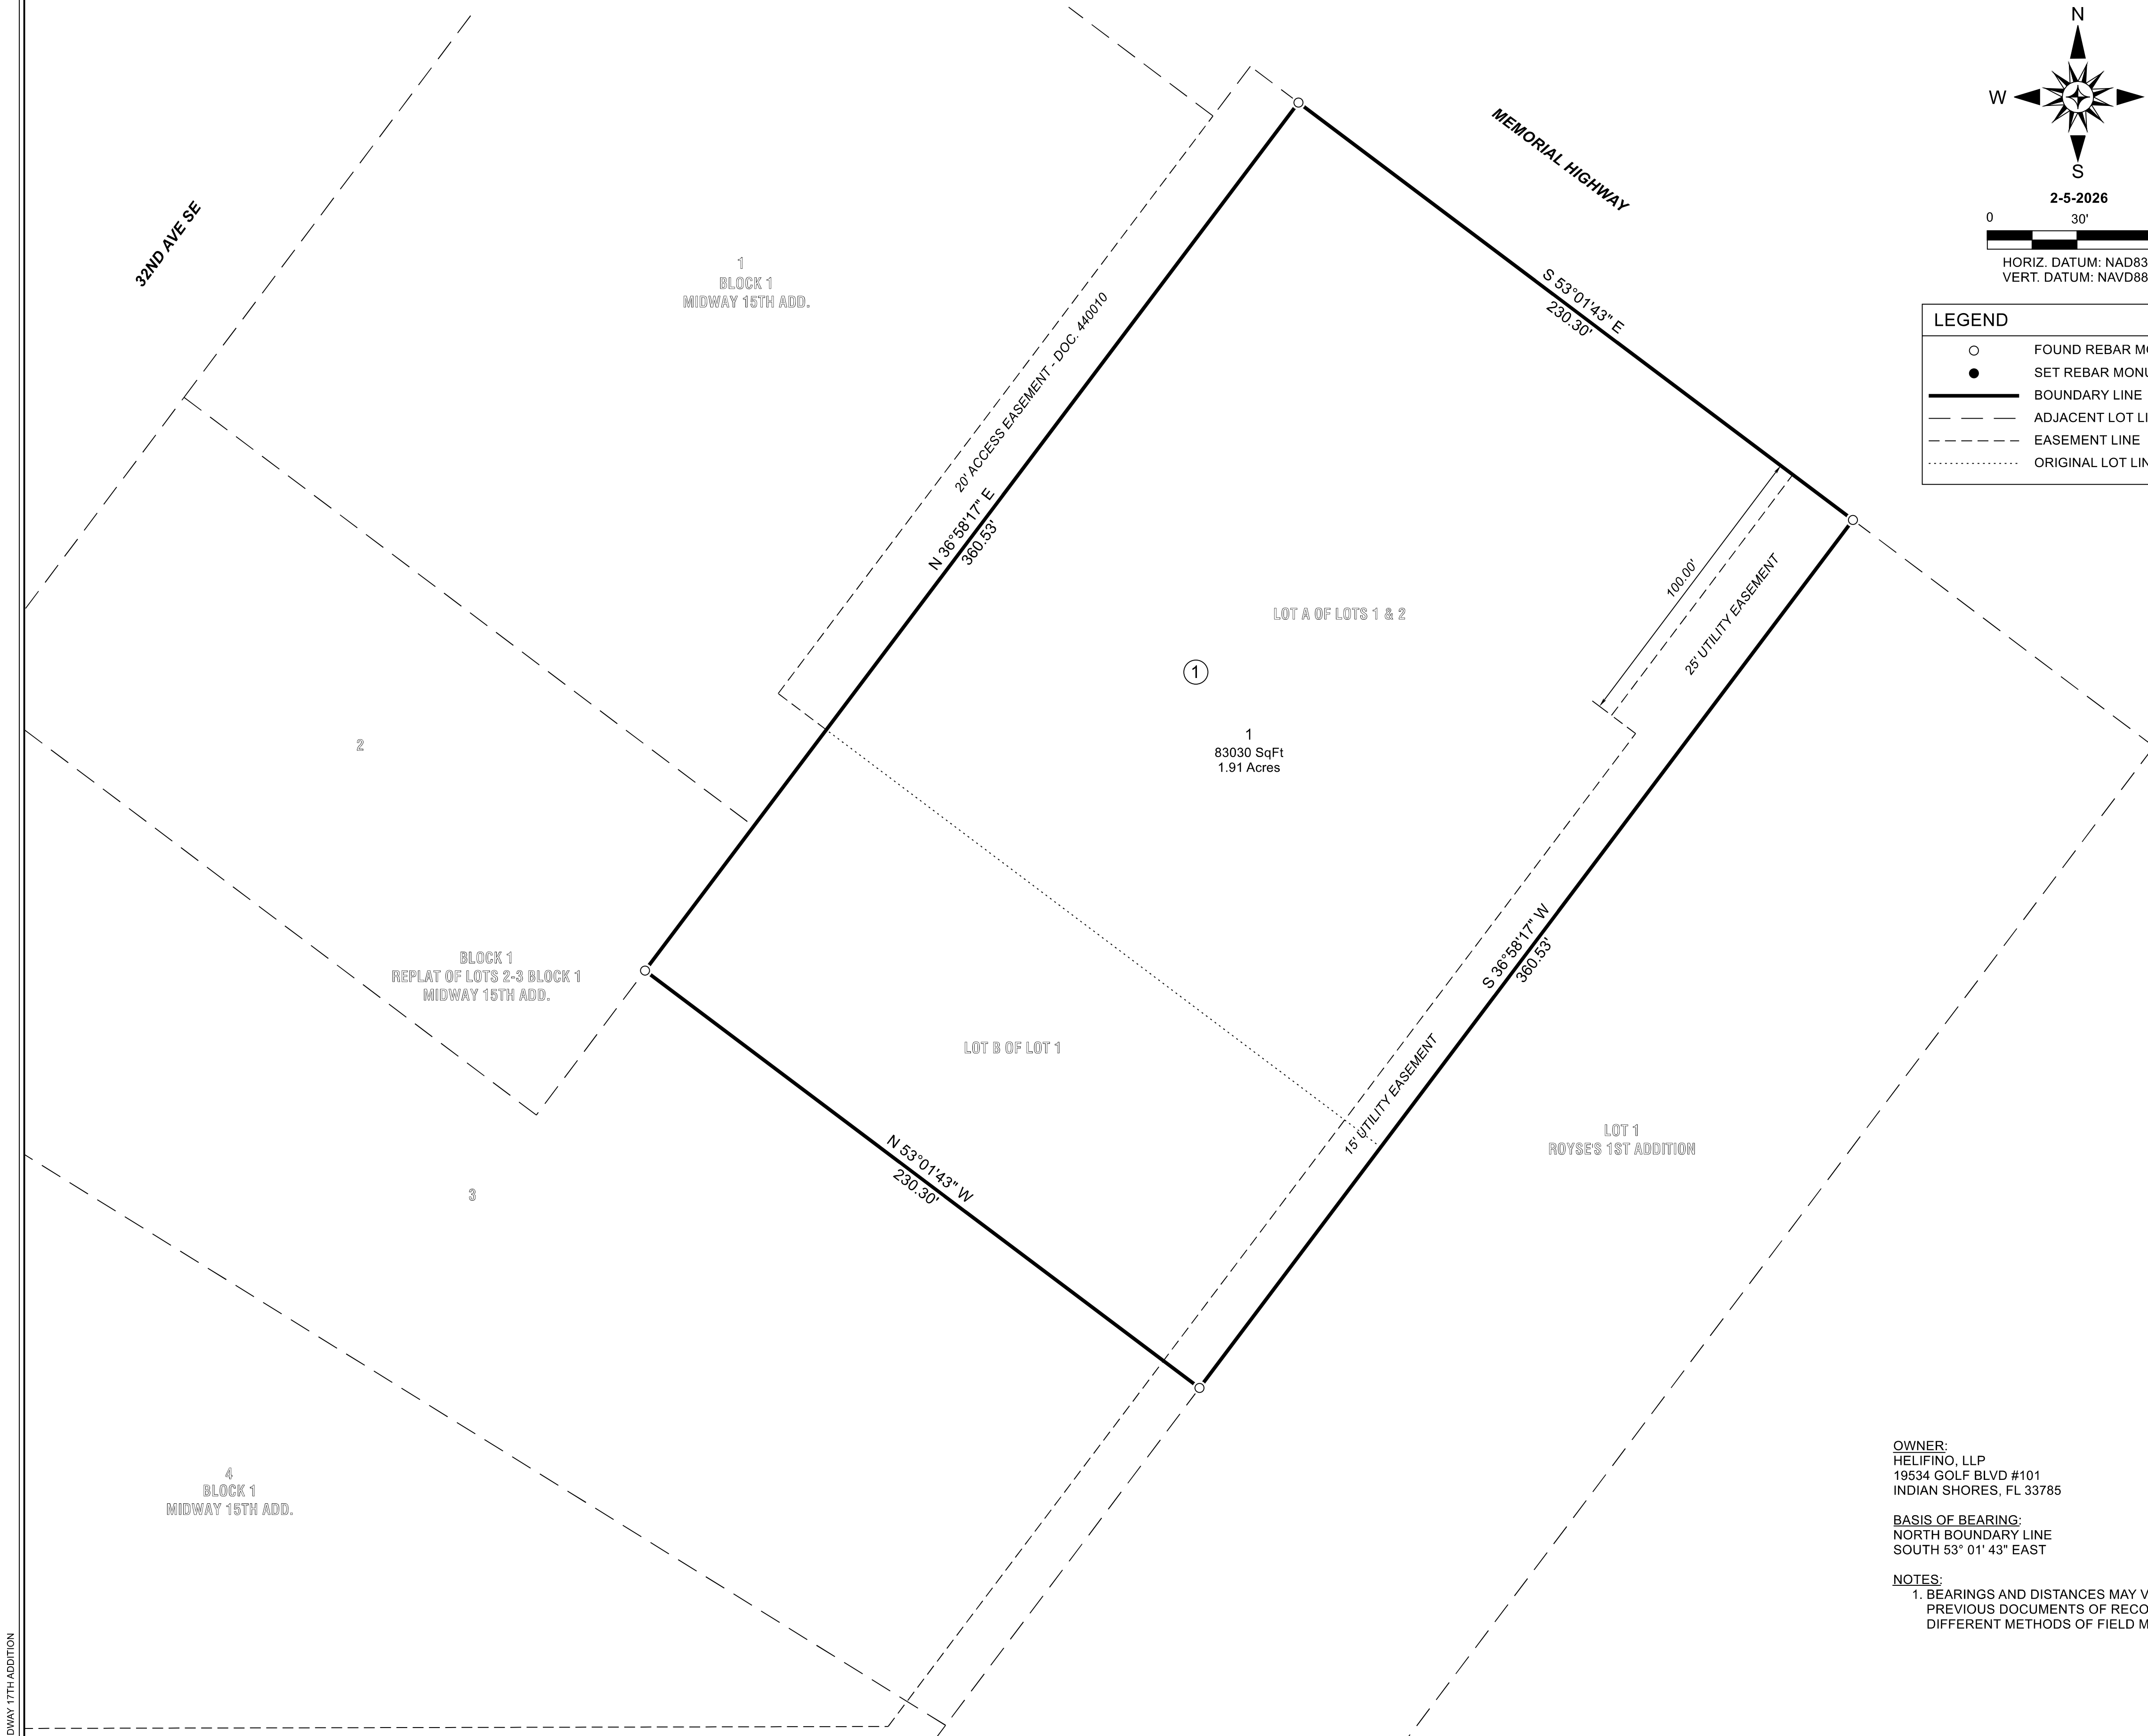 N
W
S
2-5-2026
0 30'
HORIZ. DATUM: NAD83
VERT. DATUM: NAVD88
LEGEND
FOUND REBAR
SET REBAR
BOUNDARY LINE
ADJACENT LOT
EASEMENT LINE
ORIGINAL LOT
MEMORIAL HIGHWAY
32ND AVE SE
1
BLOCK 1
MIDWAY 15TH ADD.
20' ACCESS EASEMENT - DOC. 440010
S 53°01'43" E
230.30'
N 36°58'17" E
360.53'
100.00'
25' UTILITY EASEMENT
LOT A OF LOTS 1 & 2
1
1
83030 SqFt
1.91 Acres
2
BLOCK 1
REPLAT OF LOTS 2-3 BLOCK 1
MIDWAY 15TH ADD.
S 36°58'17" W
360.53'
LOT B OF LOT 1
15' UTILITY EASEMENT
LOT 1
ROYSE'S 1ST ADDITION
N 53°01'43" W
230.30'
3
4
BLOCK 1
MIDWAY 15TH ADD.
OWNER:
HELIFINO, LLP
19534 GOLF BLVD #101
INDIAN SHORES, FL 33785
BASIS OF BEARING:
NORTH BOUNDARY LINE
SOUTH 53° 01' 43" EAST
NOTES:
1. BEARINGS AND DISTANCES MAY
PREVIOUS DOCUMENTS OF
DIFFERENT METHODS OF FIELD
17TH ADDITION